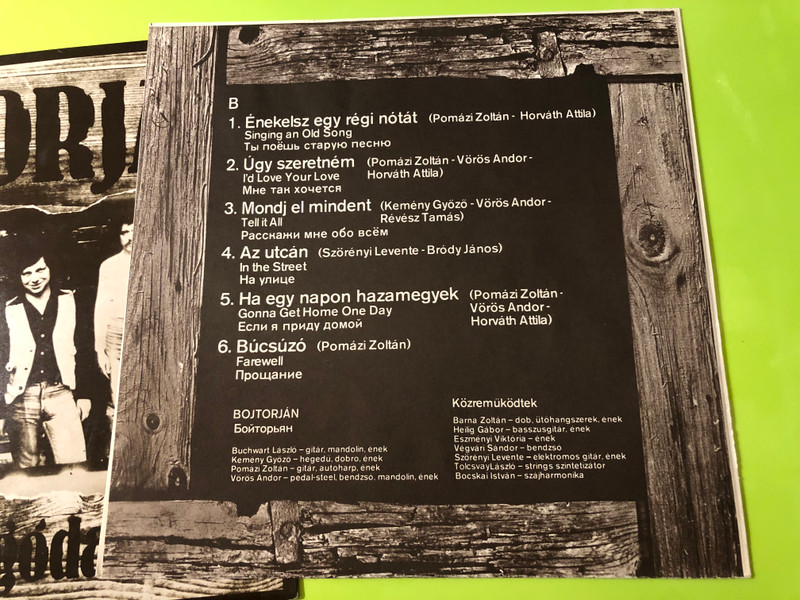 B
1. Énekelsz egy régi nótát (Pomázi Zoltán - Horváth Attila)
Singing an Old Song
Ты поёшь старую песню
2. Úgy szeretném (Pomázi Zoltán - Vörös Andor -
I'd Love Your Love Horváth Attila)
Мне так хочется
3. Mondj el mindent (Kemény Győző - Vörös Andor -
Tell it All Révész Tamás)
Расскажи мне обо всём
4. Az utcán (Szörényi Levente - Bródy János)
In the Street
На улице
5. Ha egy napon hazamegyek (Pomázi Zoltán -
Gonna Get Home One Day Vörös Andor -
Если я приду домой Horváth Attila)
6. Búcsúzó (Pomázi Zoltán)
Farewell
Прощание
BOJTORJÁN
Бойторьян
Buchwart László – gitár, mandolin, ének
Kemény Győző – hegedű, dobro, ének
Pomázi Zoltán – gitár, autoharp, ének
Vörös Andor – pedal-steel, bendzso, mandolin, ének
Közreműködtek
Barna Zoltán – dob, ütőhangszerek, ének
Heilig Gábor – basszusgitár, ének
Eszményi Viktória – ének
Végvári Sándor – bendzso
Szörényi Levente – elektromos gitár, ének
Tolcsvay László – strings szintetizátor
Bocskai István – szájharmonika